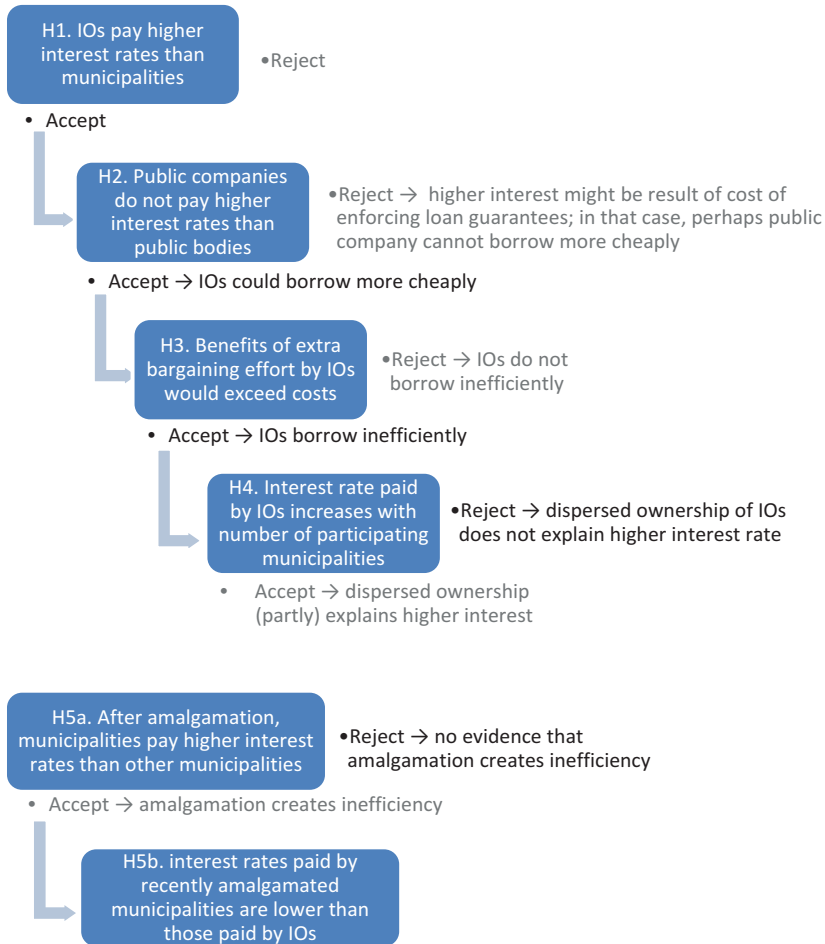 H1. IOs pay higher
interest rates than
municipalities
•Reject
• Accept
H2. Public companies
do not pay higher
interest rates than
public bodies
•Reject → higher interest might be result of cost of
enforcing loan guarantees; in that case, perhaps public
company cannot borrow more cheaply
• Accept → IOs could borrow more cheaply
H3. Benefits of extra
bargaining effort by IOs
would exceed costs
•Reject → IOs do not
borrow inefficiently
• Accept → IOs borrow inefficiently
H4. Interest rate paid
by IOs increases with
number of participating
municipalities
•Reject → dispersed ownership of IOs
does not explain higher interest rate
• Accept → dispersed ownership
(partly) explains higher interest
H5a. After amalgamation,
municipalities pay higher interest
rates than other municipalities
•Reject → no evidence that
amalgamation creates inefficiency
• Accept → amalgamation creates inefficiency
H5b. interest rates paid by
recently amalgamated
municipalities are lower than
those paid by IOs